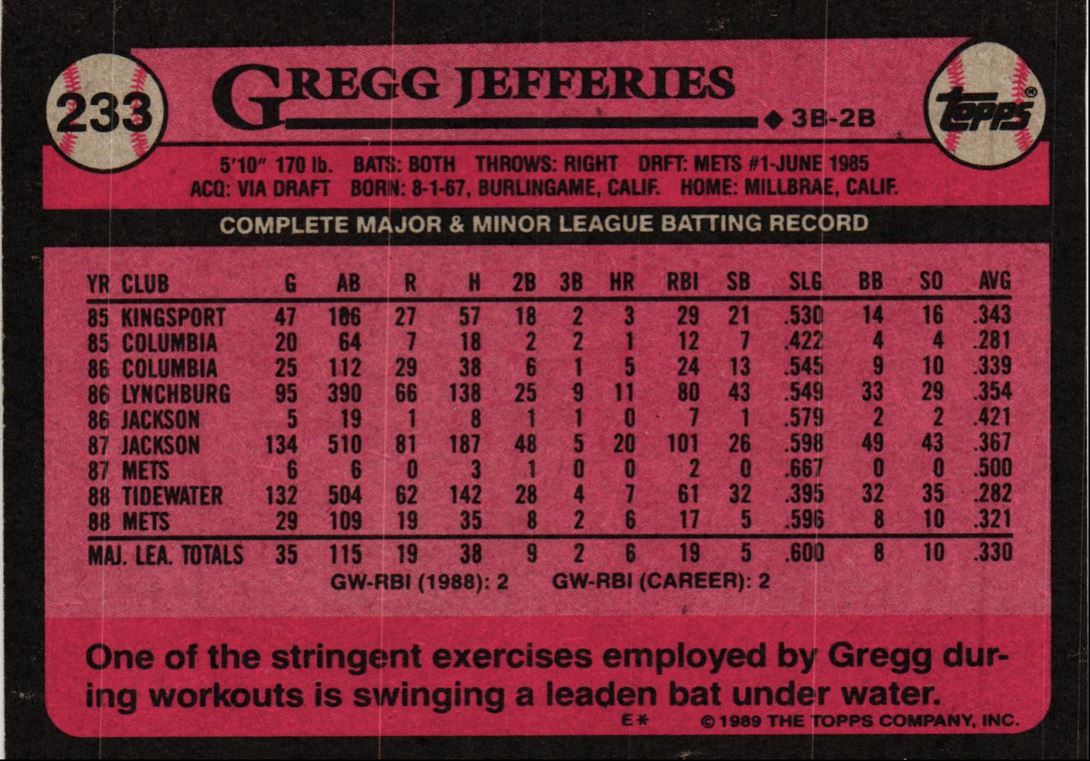 233
GREGG JEFFERIES
◆ 3B-2B
TOPPS®
5'10" 170 lb. BATS: BOTH THROWS: RIGHT DRFT: METS #1-JUNE 1985
ACQ: VIA DRAFT BORN: 8-1-67, BURLINGAME, CALIF. HOME: MILLBRAE, CALIF.
COMPLETE MAJOR & MINOR LEAGUE BATTING RECORD
YR CLUB G AB R H 2B 3B HR RBI SB SLG BB SO AVG
85 KINGSPORT 47 166 27 57 18 2 3 29 21 .530 14 16 .343
85 COLUMBIA 20 64 7 18 2 2 1 12 7 .422 4 4 .281
86 COLUMBIA 25 112 29 38 6 1 5 24 13 .545 9 10 .339
86 LYNCHBURG 95 390 66 138 25 9 11 80 43 .549 33 29 .354
86 JACKSON 5 19 1 8 1 1 0 7 1 .579 2 2 .421
87 JACKSON 134 510 81 187 48 5 20 101 26 .598 49 43 .367
87 METS 6 6 0 3 1 0 0 2 0 .667 0 0 .500
88 TIDEWATER 132 504 62 142 28 4 7 61 32 .395 32 35 .282
88 METS 29 109 19 35 8 2 6 17 5 .596 8 10 .321
MAJ. LEA. TOTALS 35 115 19 38 9 2 6 19 5 .600 8 10 .330
GW-RBI (1988): 2 GW-RBI (CAREER): 2
One of the stringent exercises employed by Gregg dur-
ing workouts is swinging a leaden bat under water.
E* © 1989 THE TOPPS COMPANY, INC.